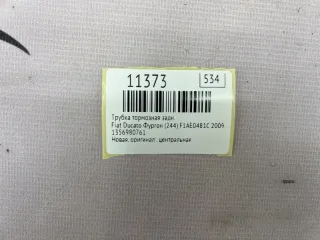 11373 534
Трубка тормозная задн.
Fiat Ducato Фургон (244) F1AE0481C 2009
1356980761
Новая, оригинал. центральная